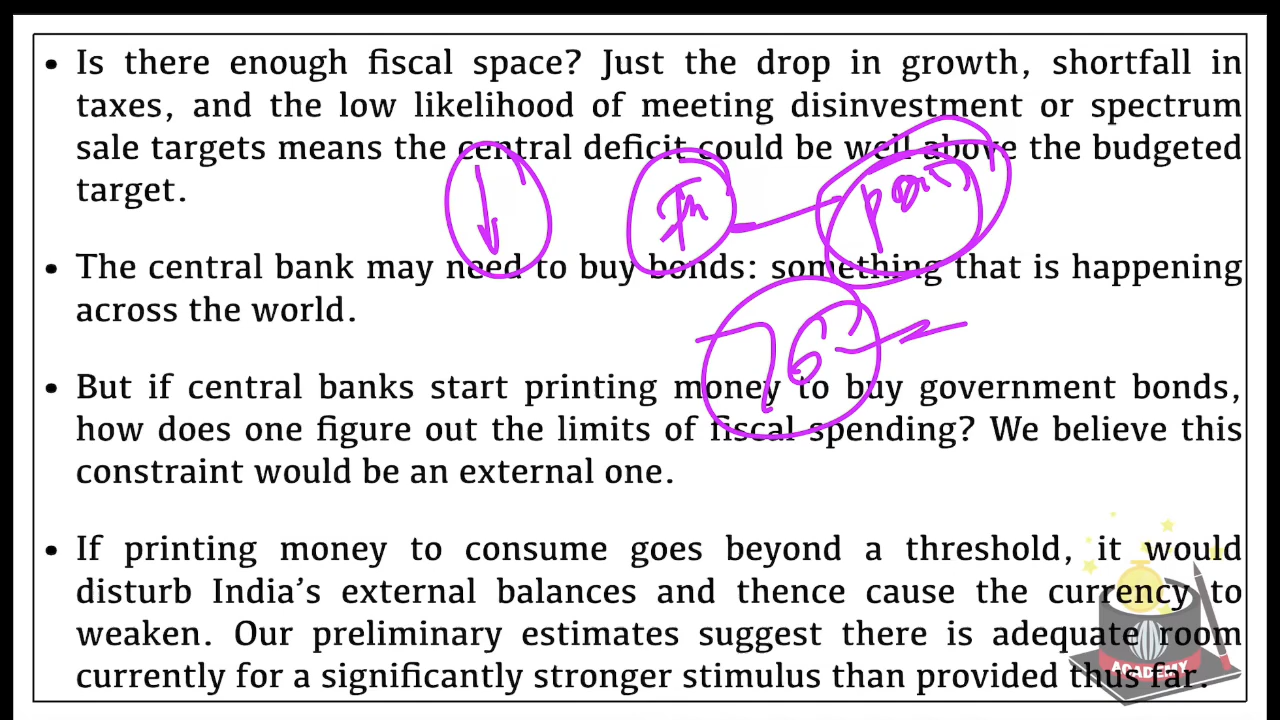 • Is there enough fiscal space? Just the drop in growth, shortfall in
taxes, and the low likelihood of meeting disinvestment or spectrum
sale targets means the central deficit could be well above the budgeted
target.
• The central bank may need to buy bonds: something that is happening
across the world.
76
• But if central banks start printing money to buy government bonds,
how does one figure out the limits of fiscal spending? We believe this
constraint would be an external one.
• If printing money to consume goes beyond a threshold, it would
disturb India's external balances and thence cause the currency to
weaken. Our preliminary estimates suggest there is adequate room
currently for a significantly stronger stimulus than provided thus far.
ACADEMY